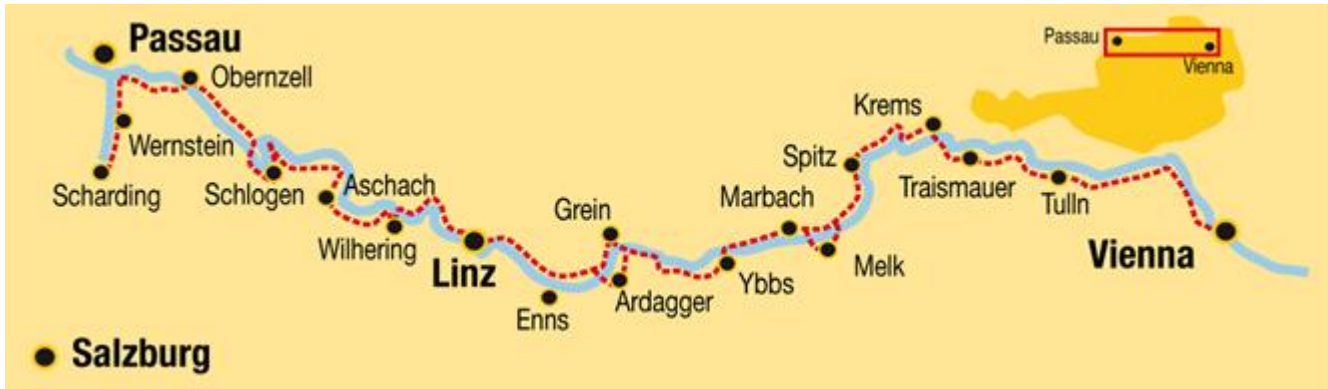 Passau
Obernzell
Wernstein
Scharding
Schlogen
Aschach
Wilhering
Linz
Enns
Grein
Ardagger
Ybbs
Marbach
Melk
Spitz
Krems
Traismauer
Tulln
Vienna
Salzburg
Passau
Vienna